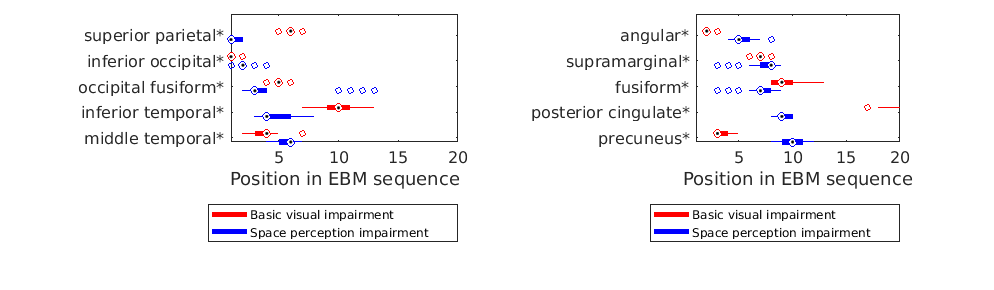 superior parietal*
inferior occipital*
occipital fusiform*
inferior temporal*
middle temporal*
5 10 15 20
Position in EBM sequence
Basic visual impairment
Space perception impairment
angular*
supramarginal*
fusiform*
posterior cingulate*
precuneus*
5 10 15 20
Position in EBM sequence
Basic visual impairment
Space perception impairment